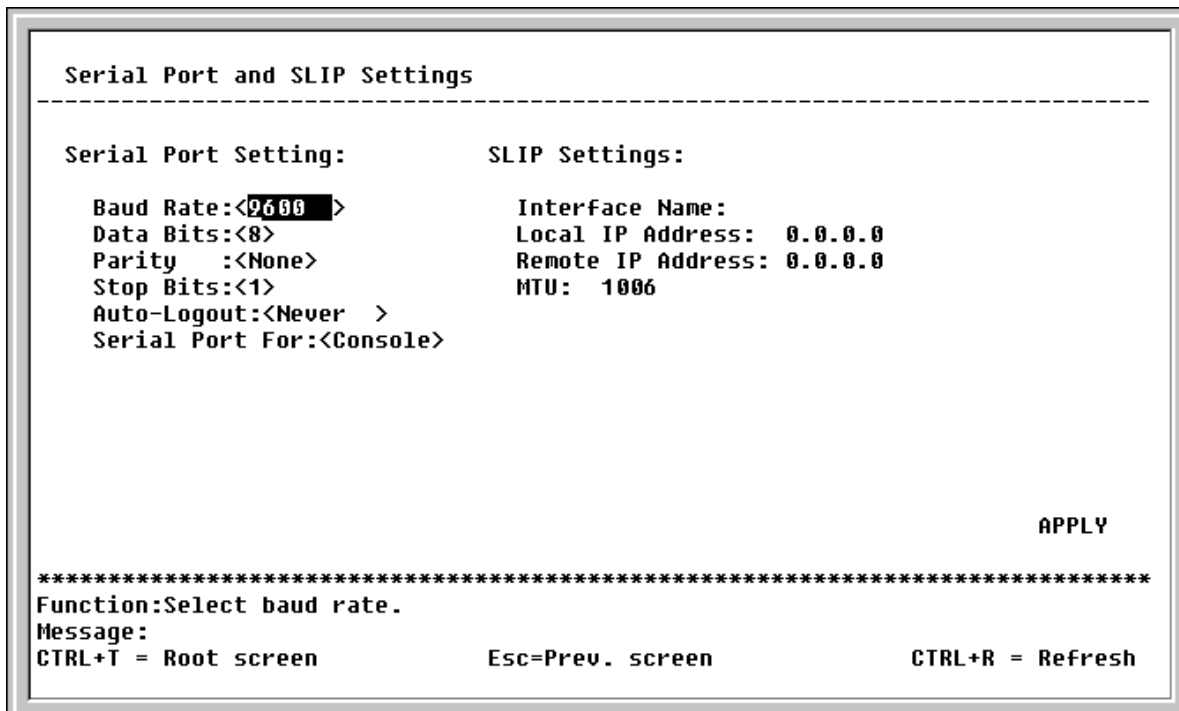 Serial Port and SLIP Settings
--------------------------------------------------------------------------------
Serial Port Setting: SLIP Settings:
Baud Rate:<9600 > Interface Name:
Data Bits:<8> Local IP Address: 0.0.0.0
Parity :<None> Remote IP Address: 0.0.0.0
Stop Bits:<1> MTU: 1006
Auto-Logout:<Never >
Serial Port For:<Console>
APPLY
*******************************************************************************
Function:Select baud rate.
Message:
CTRL+T = Root screen Esc=Prev. screen CTRL+R = Refresh